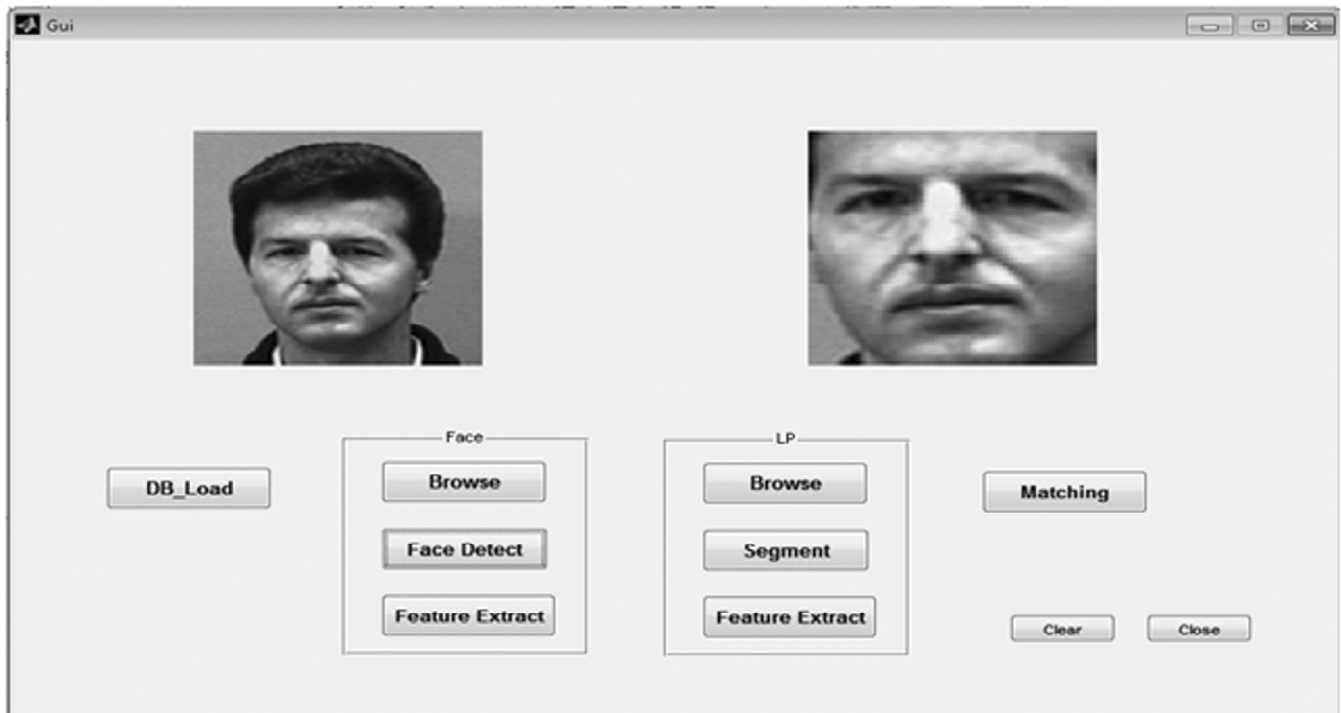 Gui
Face
LP
DB_Load
Browse
Browse
Matching
Face Detect
Segment
Feature Extract
Feature Extract
Clear
Close